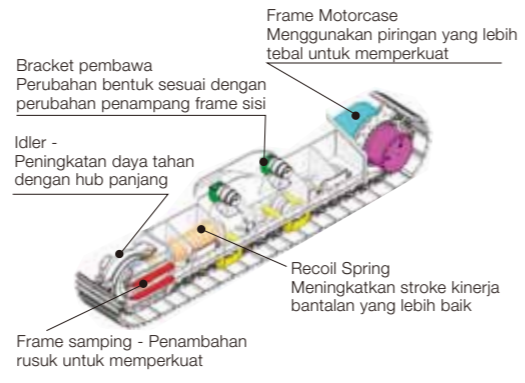 Frame Motorcase
Menggunakan piringan yang lebih
tebal untuk memperkuat
Bracket pembawa
Perubahan bentuk sesuai dengan
perubahan penampang frame sisi
Idler -
Peningkatan daya tahan
dengan hub panjang
Recoil Spring
Meningkatkan stroke kinerja
bantalan yang lebih baik
Frame samping - Penambahan
rusuk untuk memperkuat